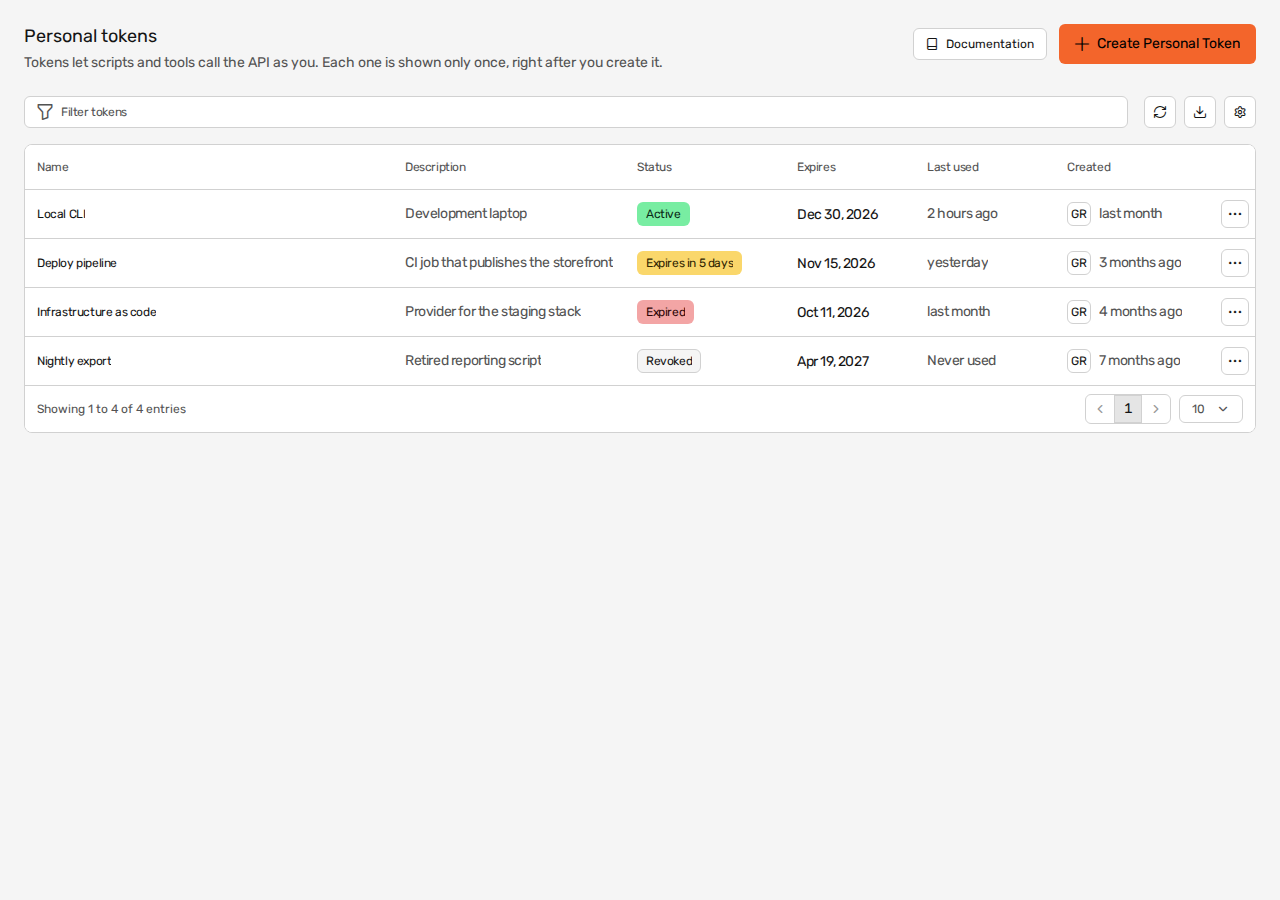 Personal tokens
Tokens let scripts and tools call the API as you. Each one is shown only once, right after you create it.
Documentation
Create Personal Token
Filter tokens
Name Description Status Expires Last used Created
Local CLI Development laptop Active Dec 30, 2026 2 hours ago GR last month
Deploy pipeline CI job that publishes the storefront Expires in 5 days Nov 15, 2026 yesterday GR 3 months ago
Infrastructure as code Provider for the staging stack Expired Oct 11, 2026 last month GR 4 months ago
Nightly export Retired reporting script Revoked Apr 19, 2027 Never used GR 7 months ago
Showing 1 to 4 of 4 entries 1 10